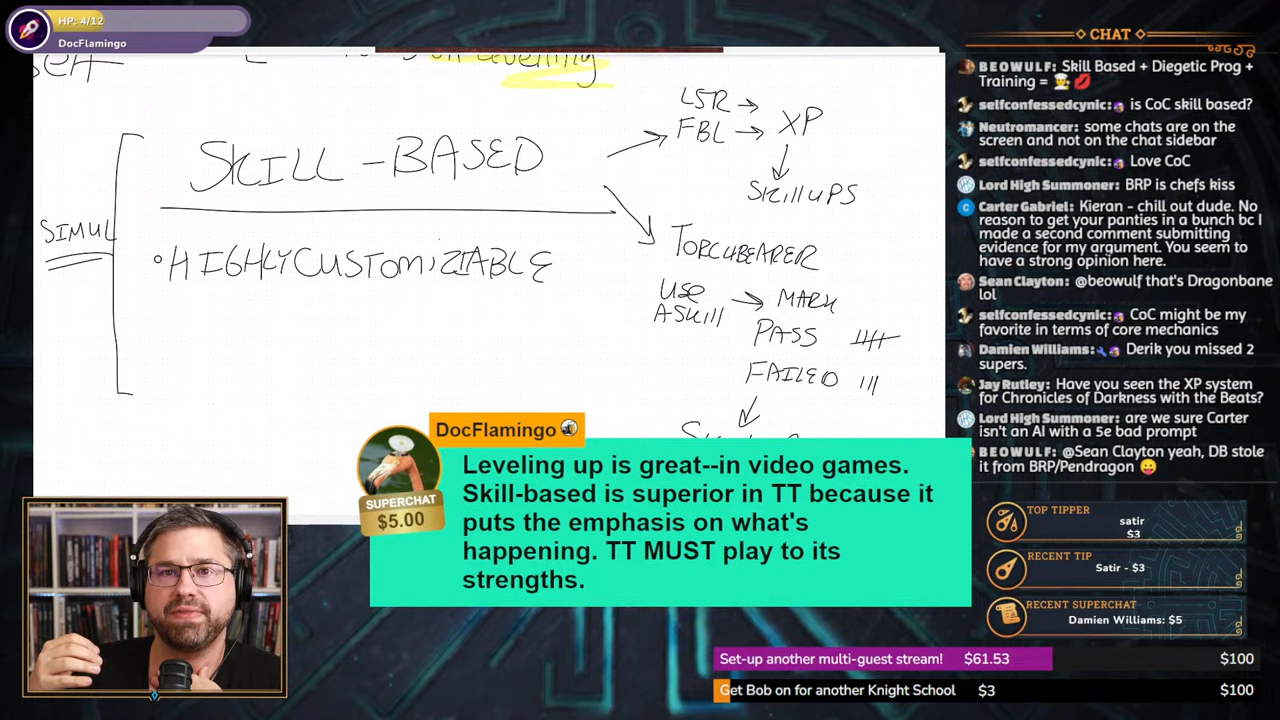 HP: 4/12
DocFlamingo
LEVELLING
SKILL-BASED
SIMUL
•HIGHLY CUSTOMIZABLE
LSR → XP
FBL →
SKILLUPS
TORCHBEARER
USE
A SKILL → MARK
PASS
FAILED
DocFlamingo
SUPERCHAT
$5.00
Leveling up is great--in video games.
Skill-based is superior in TT because it
puts the emphasis on what's
happening. TT MUST play to its
strengths.
CHAT
BEOWULF: Skill Based + Diegetic Prog +
Training = 👨‍🍳 💋
selfconfessedcynic: is CoC skill based?
Neutromancer: some chats are on the
screen and not on the chat sidebar
selfconfessedcynic: Love CoC
Lord High Summoner: BRP is chefs kiss
Carter Gabriel: Kieran - chill out dude. No
reason to get your panties in a bunch bc I
made a second comment submitting
evidence for my argument. You seem to
have a strong opinion here.
Sean Clayton: @beowulf that's Dragonbane
lol
selfconfessedcynic: CoC might be my
favorite in terms of core mechanics
Damien Williams: Derik you missed 2
supers.
Jay Rutley: Have you seen the XP system
for Chronicles of Darkness with the Beats?
Lord High Summoner: are we sure Carter
isn't an AI with a 5e bad prompt
BEOWULF: @Sean Clayton yeah, DB stole
it from BRP/Pendragon 😛
TOP TIPPER
satir
$3
RECENT TIP
Satir - $3
RECENT SUPERCHAT
Damien Williams: $5
Set-up another multi-guest stream! $61.53 $100
Get Bob on for another Knight School $3 $100